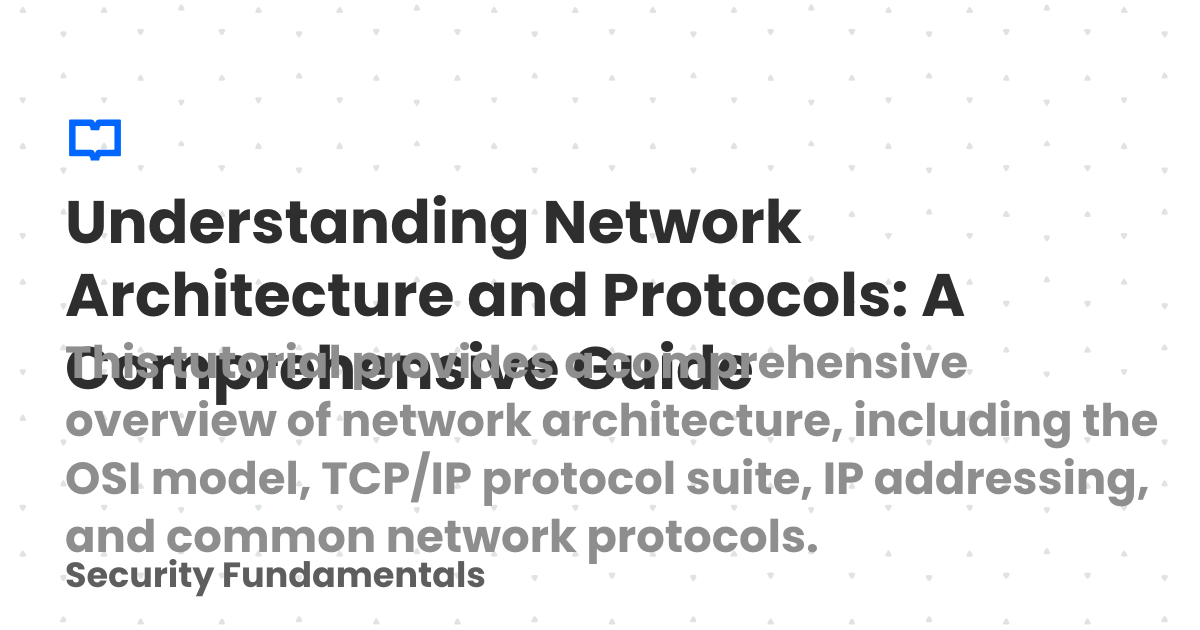 Understanding Network
Architecture and Protocols: A
Comprehensive Guide
This tutorial provides a comprehensive
overview of network architecture, including the
OSI model, TCP/IP protocol suite, IP addressing,
and common network protocols.
Security Fundamentals